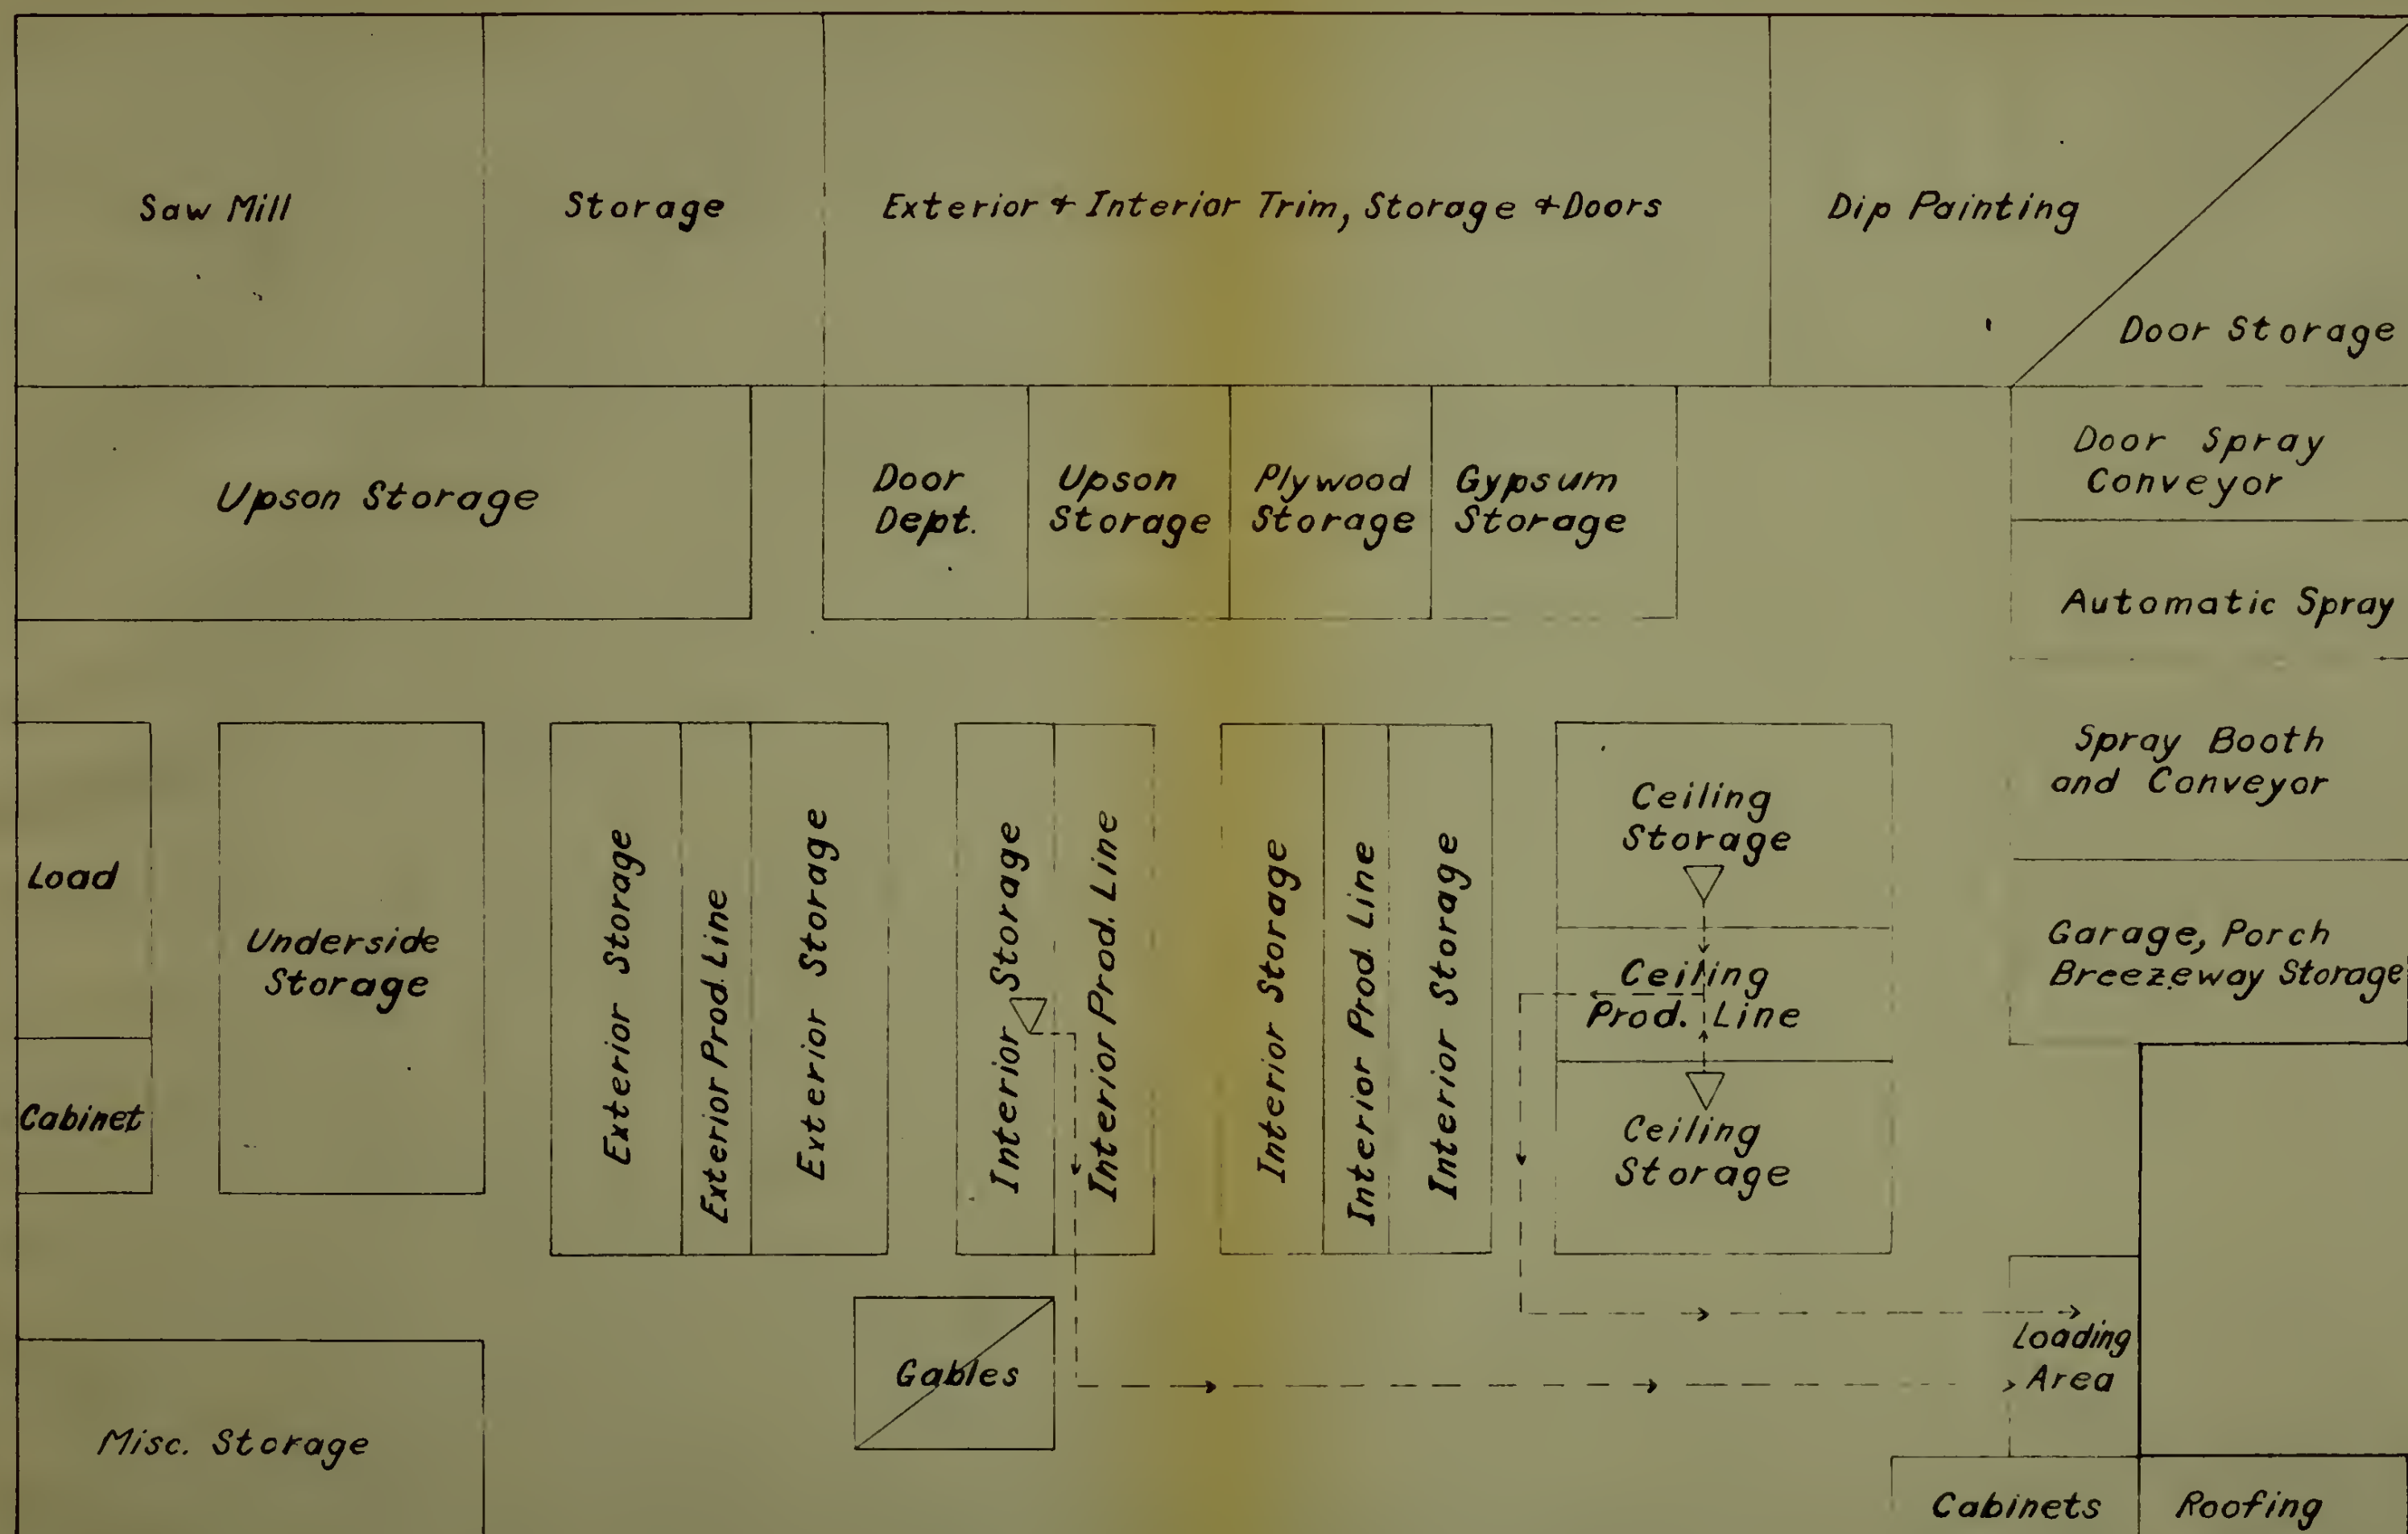 Saw Mill
Storage
Exterior + Interior Trim, Storage + Doors
Dip Painting
Door Storage
Upson Storage
Door
Dept.
Upson
Storage
Plywood
Storage
Gypsum
Storage
Door Spray
Conveyor
Automatic Spray
Spray Booth
and Conveyor
Garage, Porch
Breezeway Storage
Load
Cabinet
Underside
Storage
Exterior Storage
Exterior Prod. Line
Exterior Storage
Interior Storage
Interior Prod. Line
Interior Storage
Interior Prod. Line
Interior Storage
Ceiling
Storage
Ceiling
Prod. Line
Ceiling
Storage
Gables
Loading
Area
Misc. Storage
Cabinets
Roofing